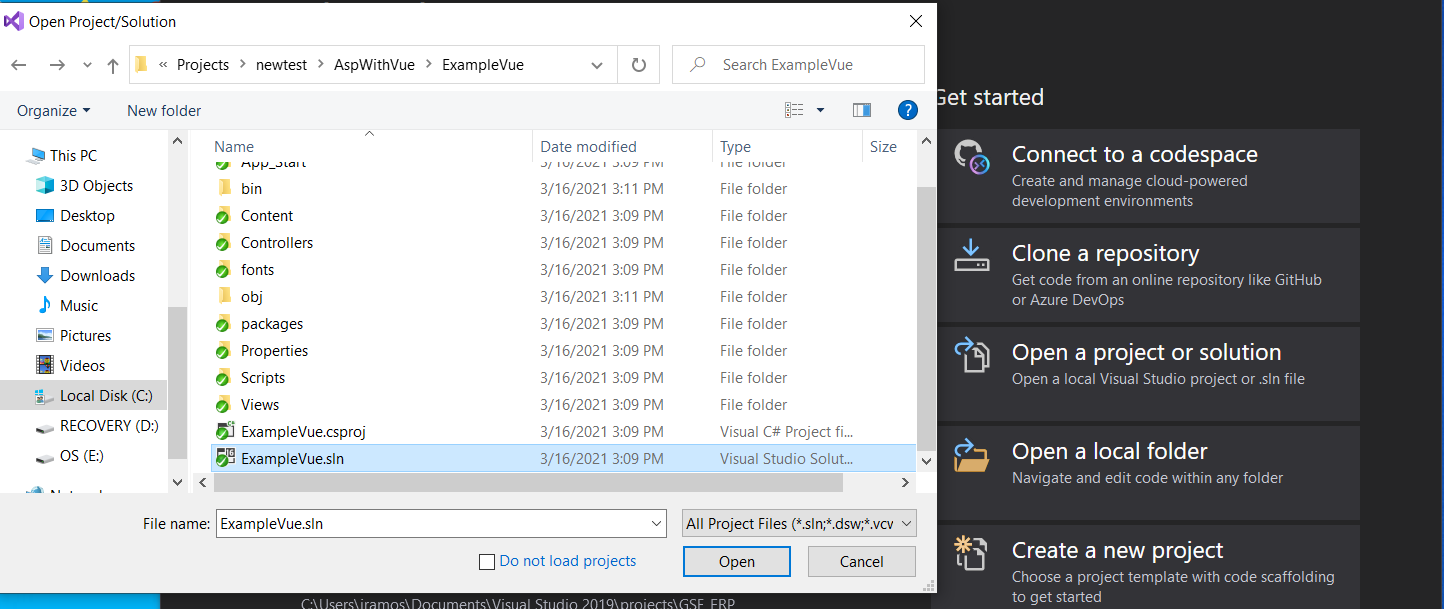 Open Project/Solution
« Projects > newtest > AspWithVue > ExampleVue
Search ExampleVue
Organize
New folder
Name
Date modified
Type
Size
This PC
3D Objects
Desktop
Documents
Downloads
Music
Pictures
Videos
Local Disk (C:)
RECOVERY (D:)
OS (E:)
App_Start 3/16/2021 3:09 PM File folder
bin 3/16/2021 3:11 PM File folder
Content 3/16/2021 3:09 PM File folder
Controllers 3/16/2021 3:09 PM File folder
fonts 3/16/2021 3:09 PM File folder
obj 3/16/2021 3:11 PM File folder
packages 3/16/2021 3:09 PM File folder
Properties 3/16/2021 3:09 PM File folder
Scripts 3/16/2021 3:09 PM File folder
Views 3/16/2021 3:09 PM File folder
ExampleVue.csproj 3/16/2021 3:09 PM Visual C# Project fi...
ExampleVue.sln 3/16/2021 3:09 PM Visual Studio Solut...
File name: ExampleVue.sln
All Project Files (*.sln;*.dsw;*.vcw
Do not load projects
Open
Cancel
C:\Users\iramos\Documents\Visual Studio 2019\projects\GSF_ERP
Get started
Connect to a codespace
Create and manage cloud-powered
development environments
Clone a repository
Get code from an online repository like GitHub
or Azure DevOps
Open a project or solution
Open a local Visual Studio project or .sln file
Open a local folder
Navigate and edit code within any folder
Create a new project
Choose a project template with code scaffolding
to get started